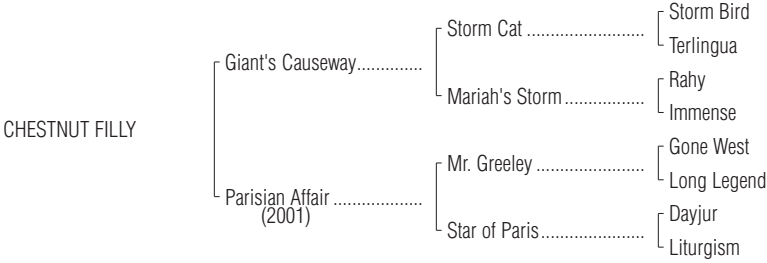 Storm Bird
Storm Cat ........................
Terlingua
Giant's Causeway..............
Rahy
Mariah's Storm ................
Immense
CHESTNUT FILLY
Gone West
Mr. Greeley ......................
Long Legend
Parisian Affair ..................
(2001)
Dayjur
Star of Paris.....................
Liturgism